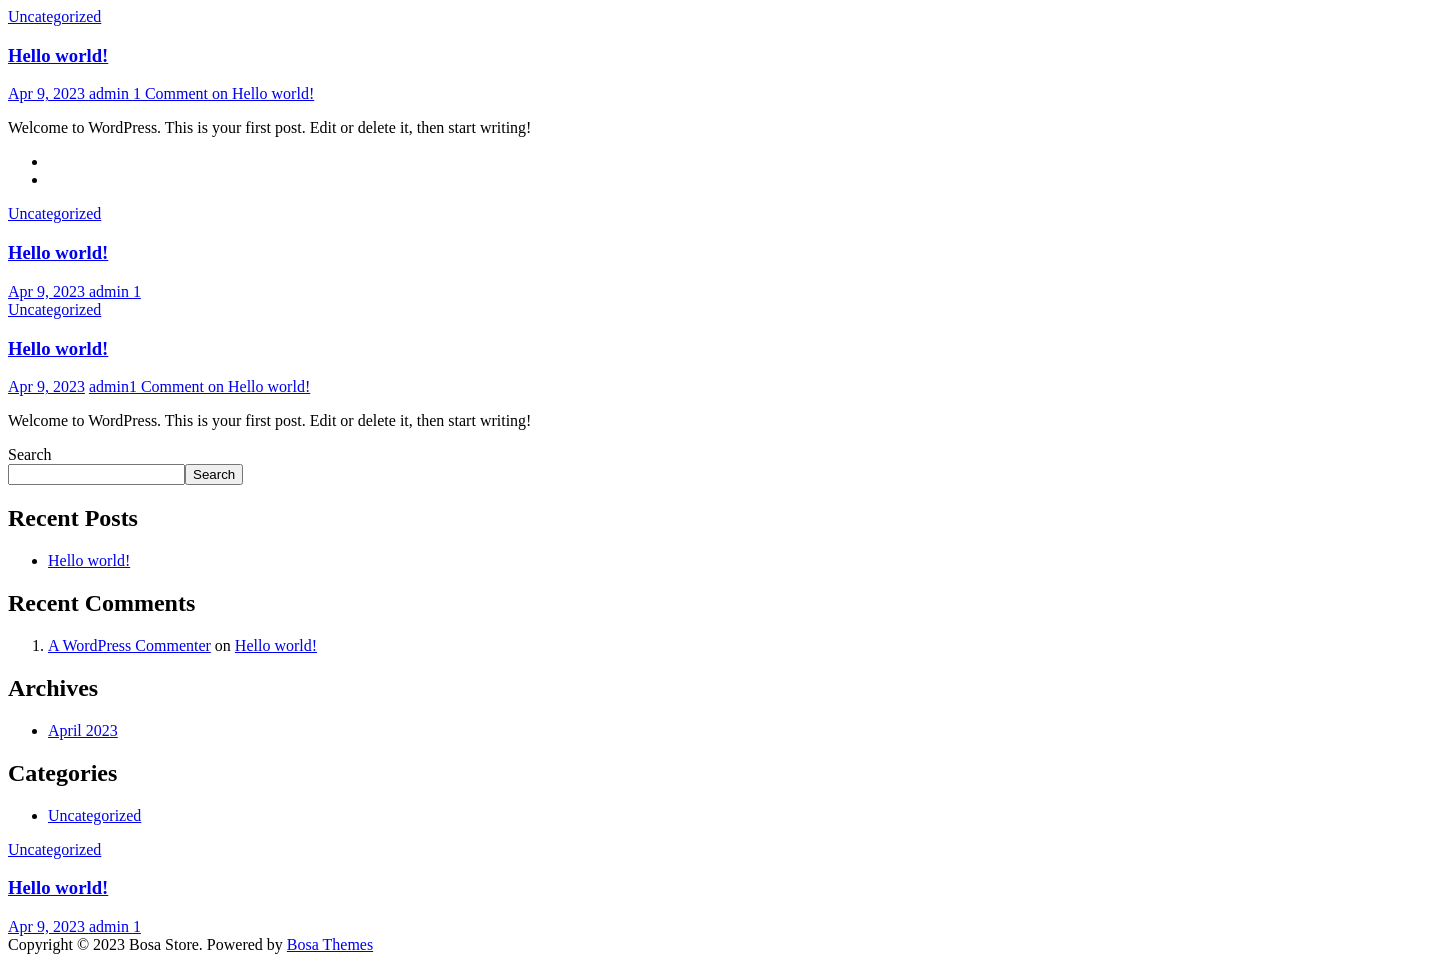 Uncategorized
Hello world!
Apr 9, 2023 admin 1 Comment on Hello world!
Welcome to WordPress. This is your first post. Edit or delete it, then start writing!
Uncategorized
Hello world!
Apr 9, 2023 admin 1
Uncategorized
Hello world!
Apr 9, 2023 admin1 Comment on Hello world!
Welcome to WordPress. This is your first post. Edit or delete it, then start writing!
Search
Search
Recent Posts
Hello world!
Recent Comments
1. A WordPress Commenter on Hello world!
Archives
April 2023
Categories
Uncategorized
Uncategorized
Hello world!
Apr 9, 2023 admin 1
Copyright © 2023 Bosa Store. Powered by Bosa Themes